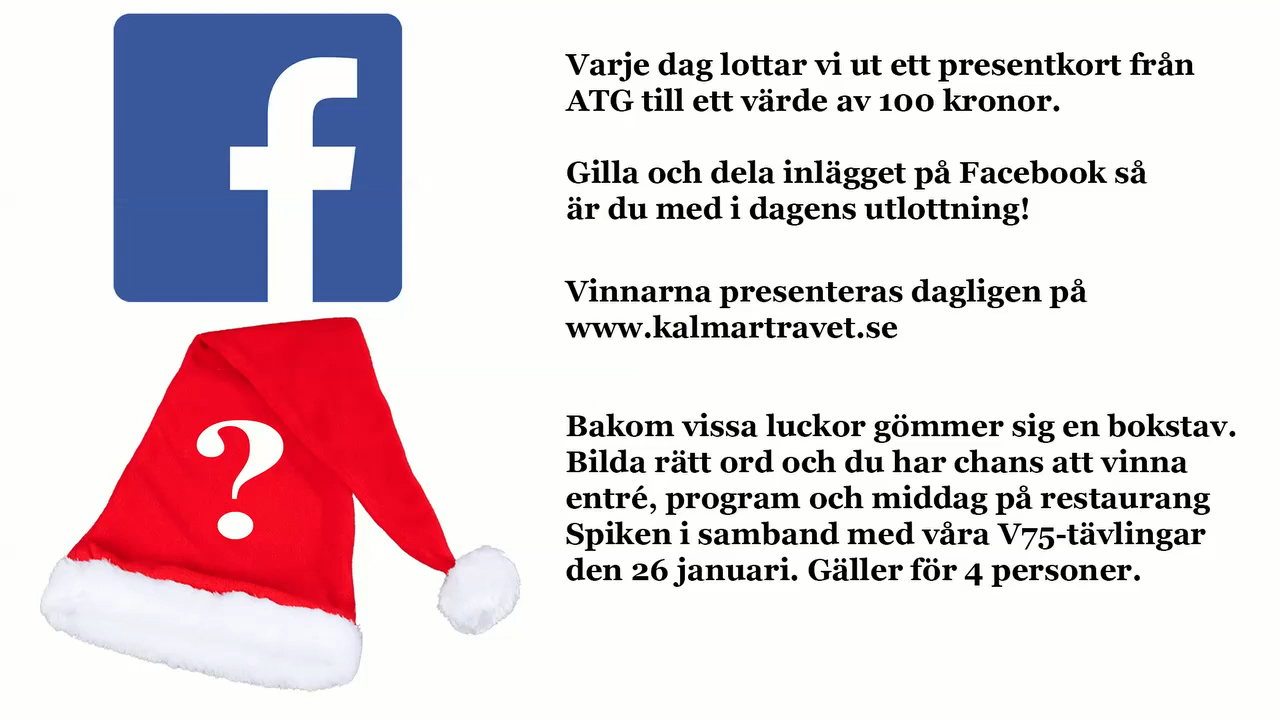 Varje dag lottar vi ut ett presentkort från
ATG till ett värde av 100 kronor.
Gilla och dela inlägget på Facebook så
är du med i dagens utlottning!
Vinnarna presenteras dagligen på
www.kalmartravet.se
Bakom vissa luckor gömmer sig en bokstav.
Bilda rätt ord och du har chans att vinna
entré, program och middag på restaurang
Spiken i samband med våra V75-tävlingar
den 26 januari. Gäller för 4 personer.
f
?